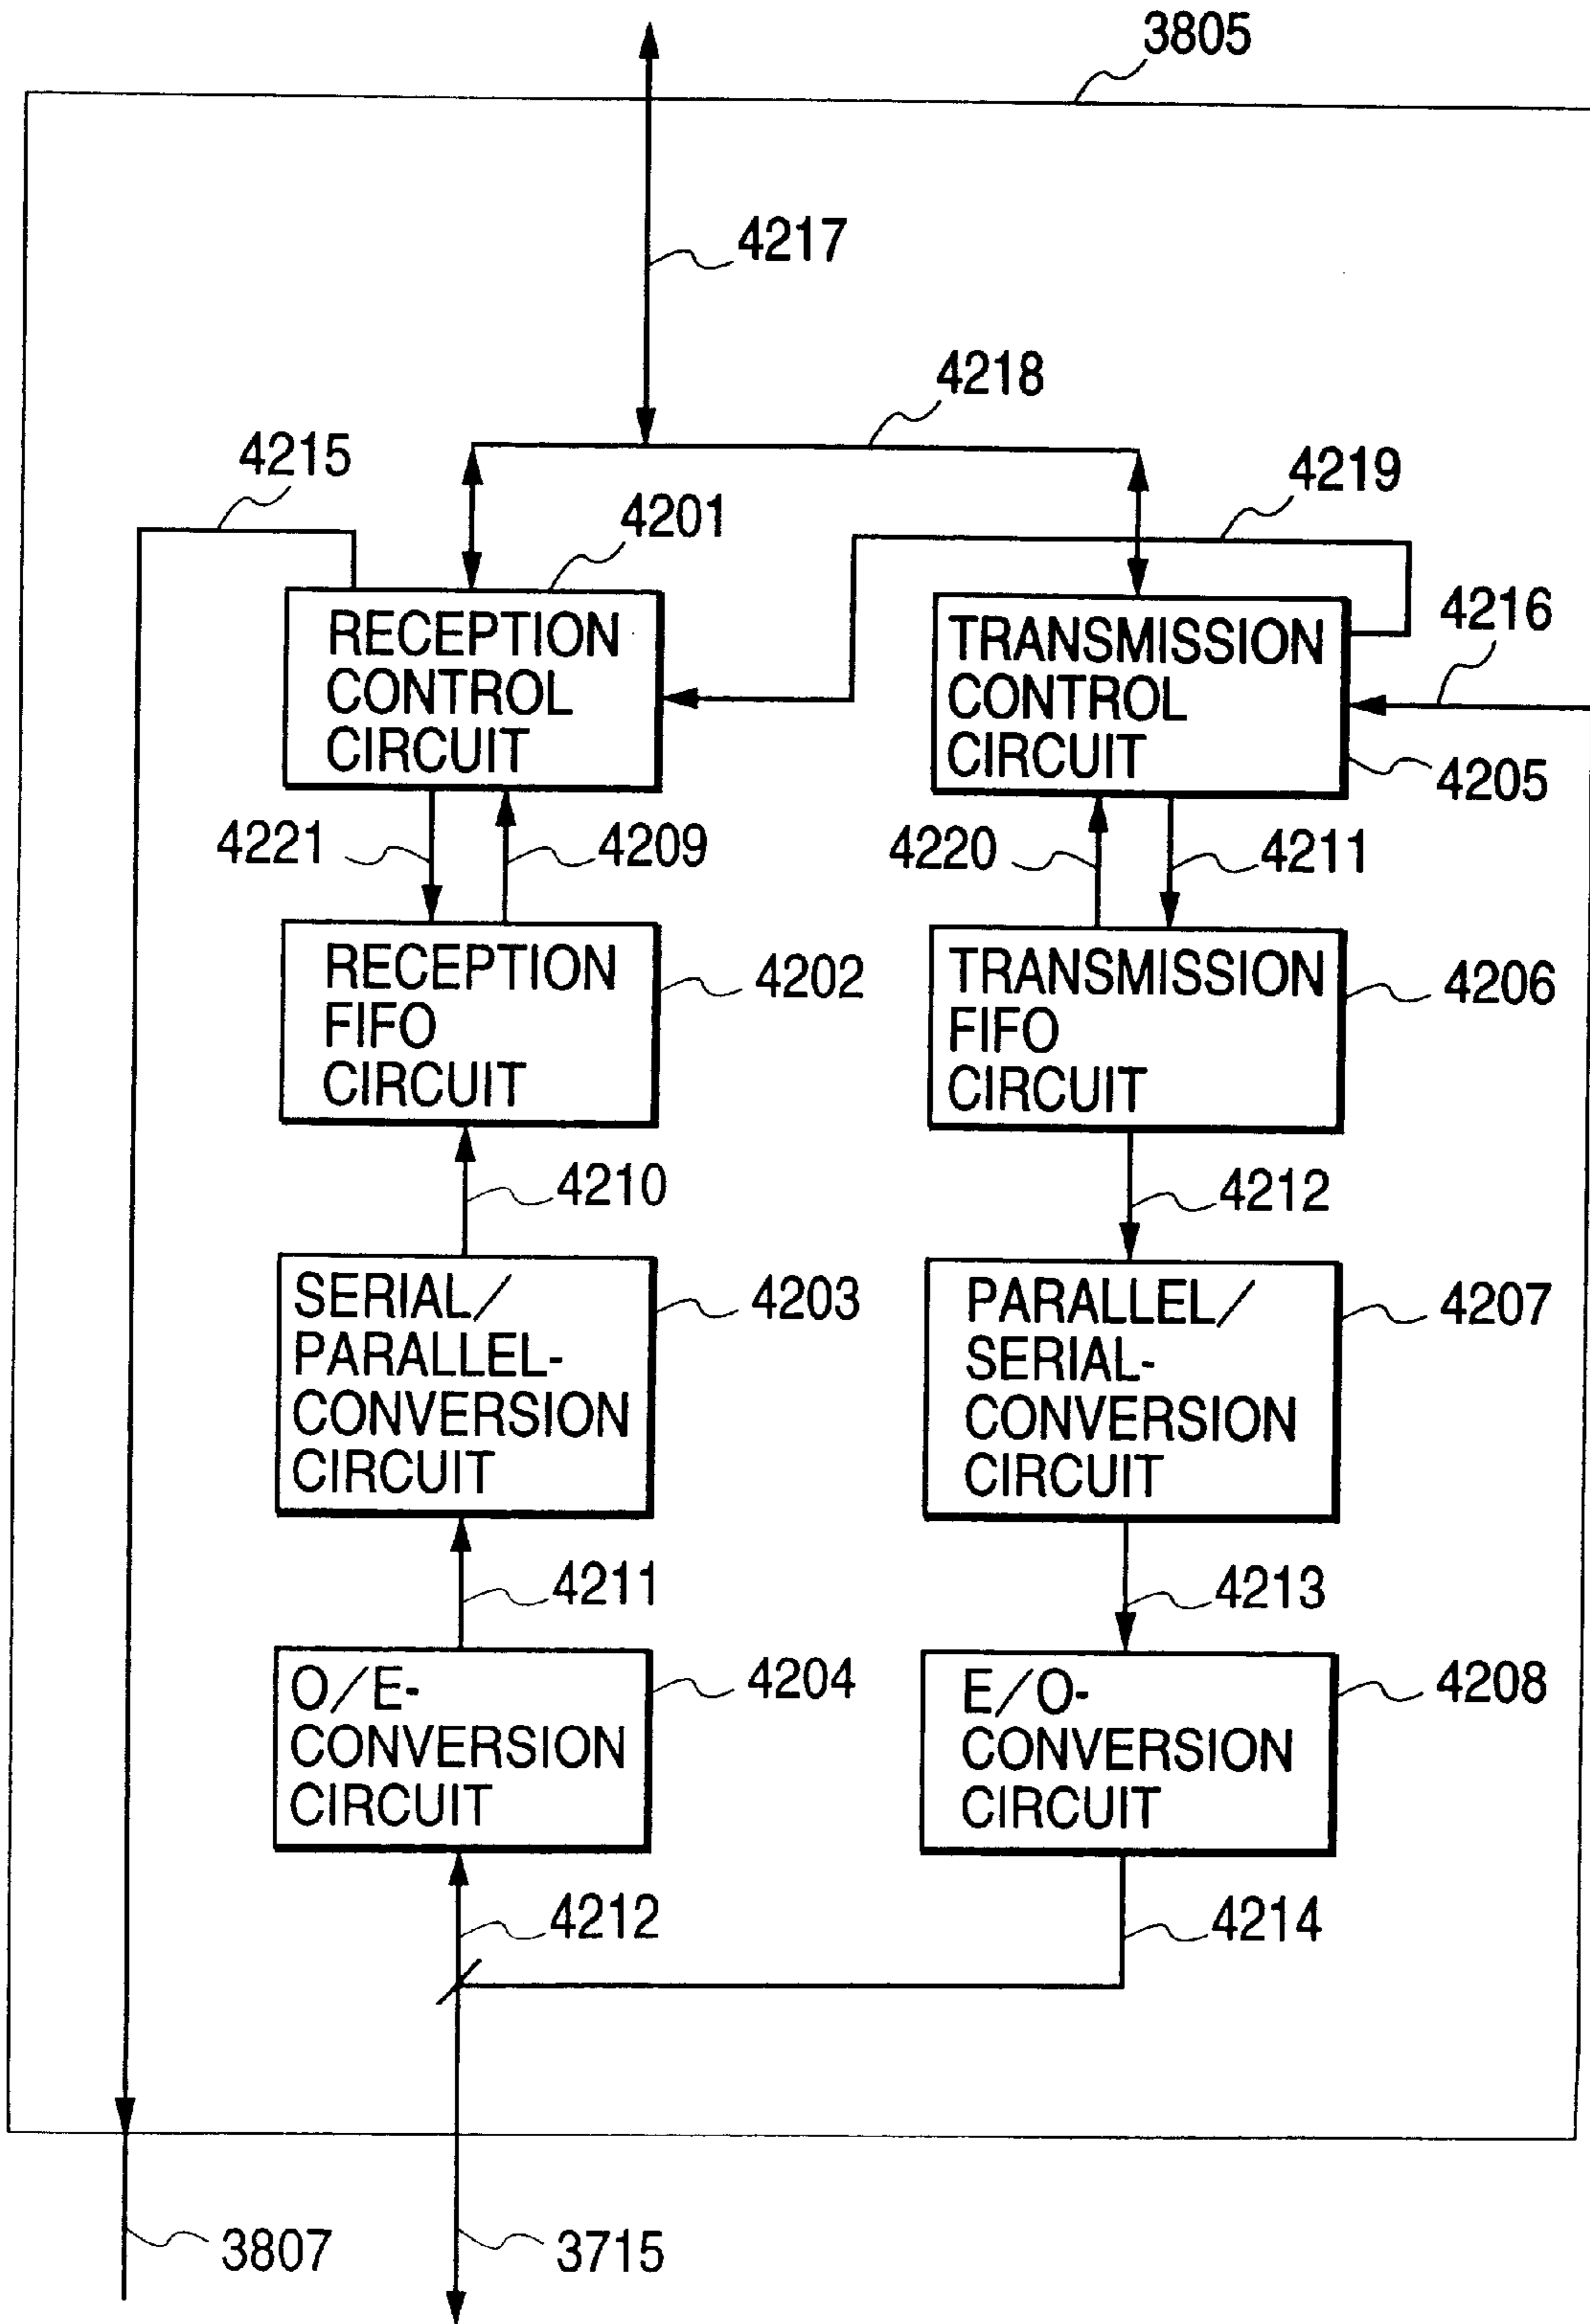 3805
4217
4218
4215
4219
4201
4216
RECEPTION
CONTROL
CIRCUIT
TRANSMISSION
CONTROL
CIRCUIT
4205
4221
4209
4220
4211
RECEPTION
FIFO
CIRCUIT
4202
TRANSMISSION
FIFO
CIRCUIT
4206
4210
4212
SERIAL/
PARALLEL-
CONVERSION
CIRCUIT
4203
PARALLEL/
SERIAL-
CONVERSION
CIRCUIT
4207
4211
4213
O/E-
CONVERSION
CIRCUIT
4204
E/O-
CONVERSION
CIRCUIT
4208
4212
4214
3807
3715